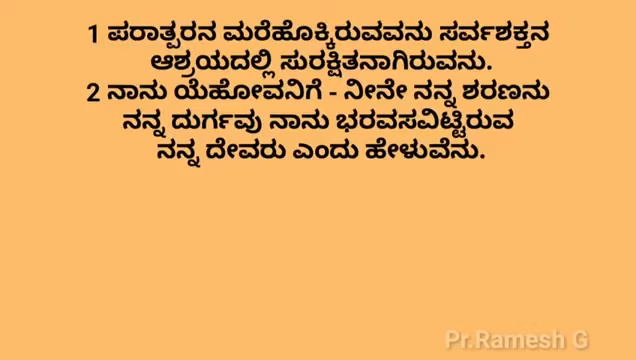 1 ಪರಾತ್ಪರನ ಮರೆಹೊಕ್ಕಿರುವವನು ಸರ್ವಶಕ್ತನ
ಆಶ್ರಯದಲ್ಲಿ ಸುರಕ್ಷಿತನಾಗಿರುವನು.
2 ನಾನು ಯೆಹೋವನಿಗೆ - ನೀನೇ ನನ್ನ ಶರಣನು
ನನ್ನ ದುರ್ಗವು ನಾನು ಭರವಸವಿಟ್ಟಿರುವ
ನನ್ನ ದೇವರು ಎಂದು ಹೇಳುವೆನು.
Pr.Ramesh G